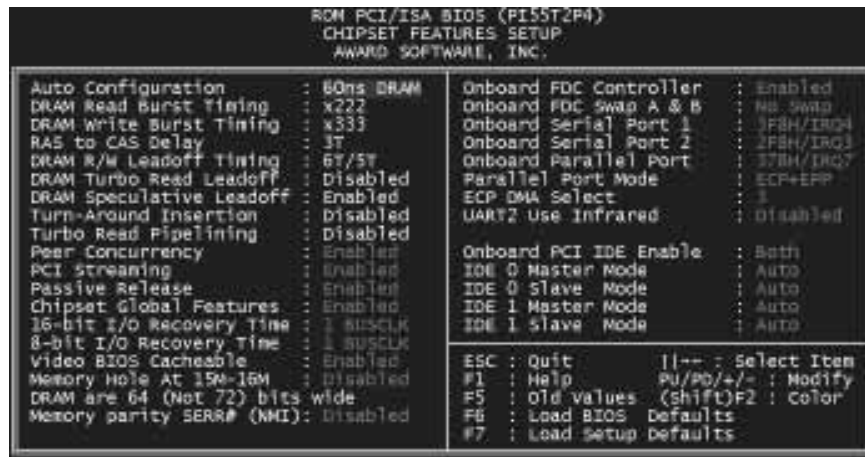 ROM PCI/ISA BIOS (PI55T2P4)
CHIPSET FEATURES SETUP
AWARD SOFTWARE, INC.
Auto Configuration : 60ns DRAM
DRAM Read Burst Timing : x222
DRAM Write Burst Timing : x333
RAS to CAS Delay : 3T
DRAM R/W Leadoff Timing : 6T/5T
DRAM Turbo Read Leadoff : Disabled
DRAM Speculative Leadoff : Enabled
Turn-Around Insertion : Disabled
Turbo Read Pipelining : Disabled
Peer Concurrency : Enabled
PCI Streaming : Enabled
Passive Release : Enabled
Chipset Global Features : Enabled
16-bit I/O Recovery Time : 1 BUSCLK
8-bit I/O Recovery Time : 1 BUSCLK
Video BIOS Cacheable : Enabled
Memory Hole At 15M-16M : Disabled
DRAM are 64 (Not 72) bits wide
Memory parity SERR# (NMI): Disabled
Onboard FDC Controller : Enabled
Onboard FDC Swap A & B : No Swap
Onboard Serial Port 1 : 3F8H/IRQ4
Onboard Serial Port 2 : 2F8H/IRQ3
Onboard Parallel Port : 378H/IRQ7
Parallel Port Mode : ECP+EPP
ECP DMA Select : 3
UART2 Use Infrared : Disabled
Onboard PCI IDE Enable : Both
IDE 0 Master Mode : Auto
IDE 0 Slave Mode : Auto
IDE 1 Master Mode : Auto
IDE 1 Slave Mode : Auto
ESC : Quit ||-- : Select Item
F1 : Help PU/PD/+/- : Modify
F5 : Old Values (Shift)F2 : Color
F6 : Load BIOS Defaults
F7 : Load Setup Defaults